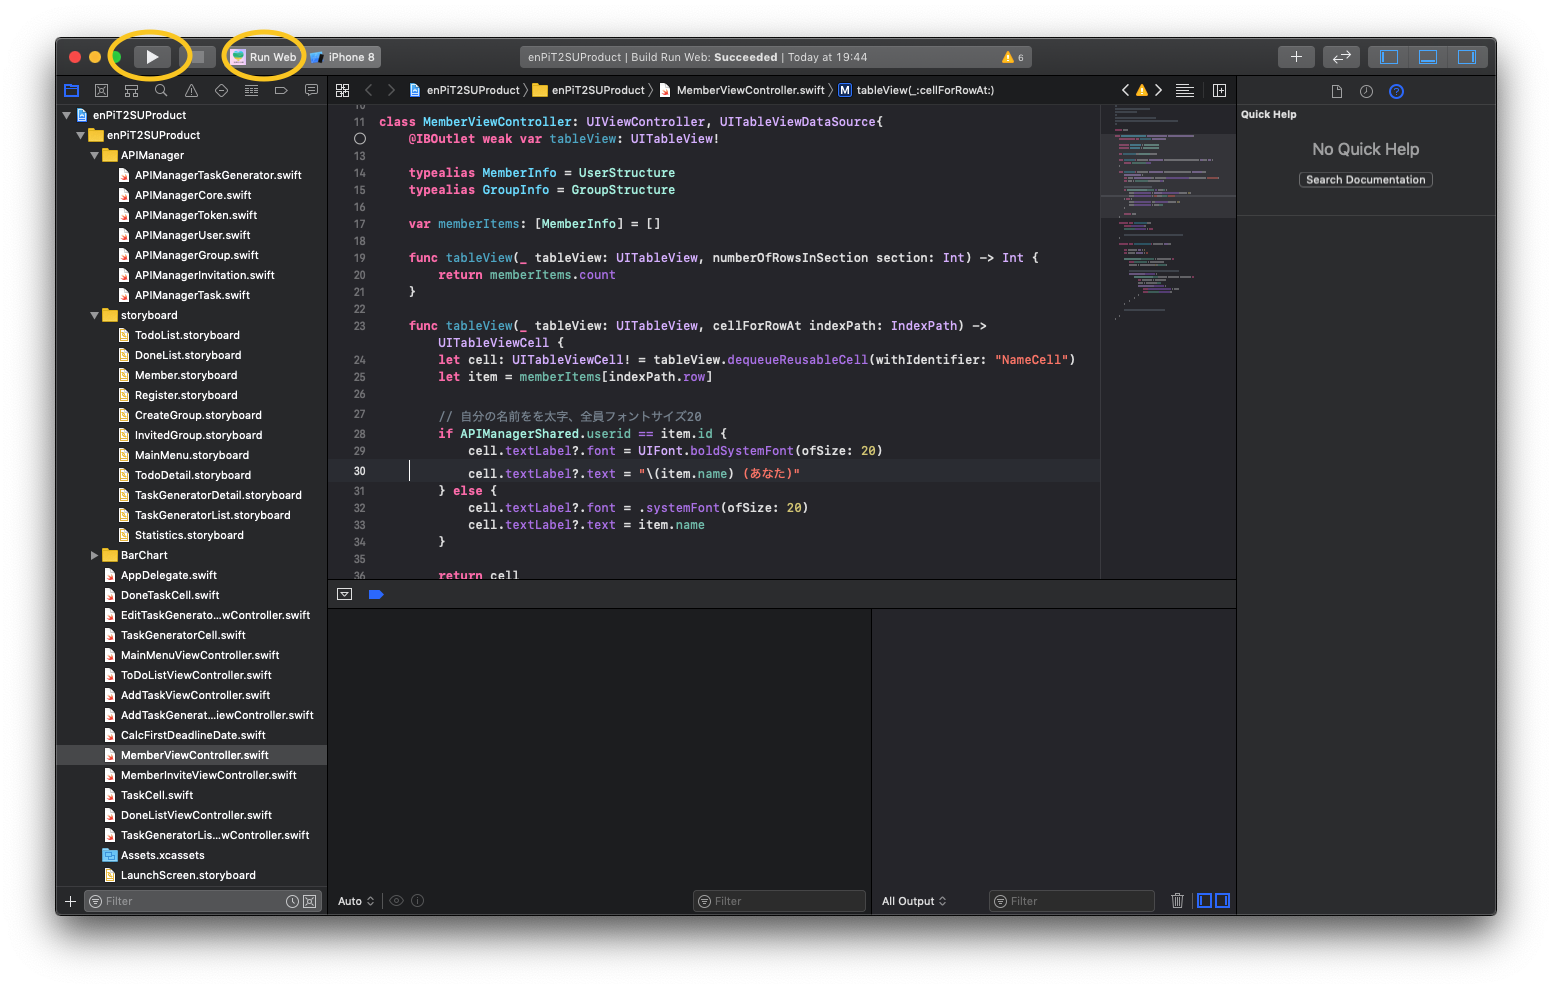 Run Web iPhone 8
enPiT2SUProduct | Build Run Web: Succeeded | Today at 19:44
6
enPiT2SUProduct
enPiT2SUProduct
APIManager
APIManagerTaskGenerator.swift
APIManagerCore.swift
APIManagerToken.swift
APIManagerUser.swift
APIManagerGroup.swift
APIManagerInvitation.swift
APIManagerTask.swift
storyboard
TodoList.storyboard
DoneList.storyboard
Member.storyboard
Register.storyboard
CreateGroup.storyboard
InvitedGroup.storyboard
MainMenu.storyboard
TodoDetail.storyboard
TaskGeneratorDetail.storyboard
TaskGeneratorList.storyboard
Statistics.storyboard
BarChart
AppDelegate.swift
DoneTaskCell.swift
EditTaskGenerato...wController.swift
TaskGeneratorCell.swift
MainMenuViewController.swift
ToDoListViewController.swift
AddTaskViewController.swift
AddTaskGenerat...iewController.swift
CalcFirstDeadlineDate.swift
MemberViewController.swift
MemberInviteViewController.swift
TaskCell.swift
DoneListViewController.swift
TaskGeneratorLis...wController.swift
Assets.xcassets
LaunchScreen.storyboard
Filter
enPiT2SUProduct enPiT2SUProduct MemberViewController.swift M tableView(_:cellForRowAt:)
10
11 class MemberViewController: UIViewController, UITableViewDataSource{
@IBOutlet weak var tableView: UITableView!
13
14 typealias MemberInfo = UserStructure
15 typealias GroupInfo = GroupStructure
16
17 var memberItems: [MemberInfo] = []
18
19 func tableView(_ tableView: UITableView, numberOfRowsInSection section: Int) -> Int {
20 return memberItems.count
21 }
22
23 func tableView(_ tableView: UITableView, cellForRowAt indexPath: IndexPath) ->
UITableViewCell {
24 let cell: UITableViewCell! = tableView.dequeueReusableCell(withIdentifier: "NameCell")
25 let item = memberItems[indexPath.row]
26
27 // 自分の名前をを太字、全員フォントサイズ20
28 if APIManagerShared.userid == item.id {
29 cell.textLabel?.font = UIFont.boldSystemFont(ofSize: 20)
30 cell.textLabel?.text = "\(item.name) (あなた)"
31 } else {
32 cell.textLabel?.font = .systemFont(ofSize: 20)
33 cell.textLabel?.text = item.name
34 }
35
36 return cell
Auto
Filter
All Output
Filter
Quick Help
No Quick Help
Search Documentation